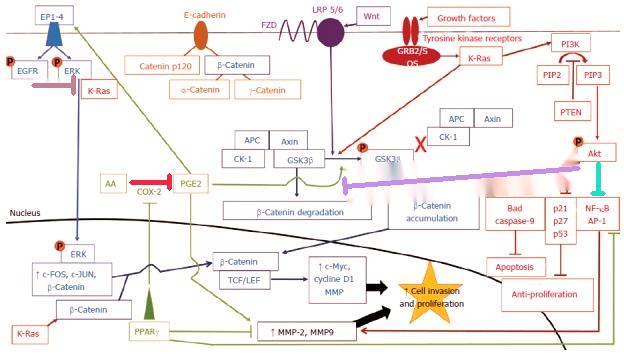 EP1-4
E-cadherin
LRP 5/6
FZD
Wnt
Growth factors
Tyrosine kinase receptors
GRB2/S
OS
K-Ras
PI3K
P
EGFR
P
ERK
K-Ras
Catenin p120
β-Catenin
α-Catenin
γ-Catenin
PIP2
PIP3
PTEN
APC
Axin
CK-1
GSK3β
P
GSK3β
X
APC
Axin
CK-1
P
Akt
AA
COX-2
PGE2
β-Catenin degradation
β-Catenin
accumulation
Bad
caspase-9
p21
p27
p53
NF-κB
AP-1
Nucleus
P
ERK
↑ c-FOS, c-JUN,
β-Catenin
β-Catenin
TCF/LEF
↑ c-Myc,
cyclin D1
MMP
↑ Cell invasion
and proliferation
Apoptosis
Anti-proliferation
β-Catenin
K-Ras
PPARγ
↑ MMP-2, MMP9